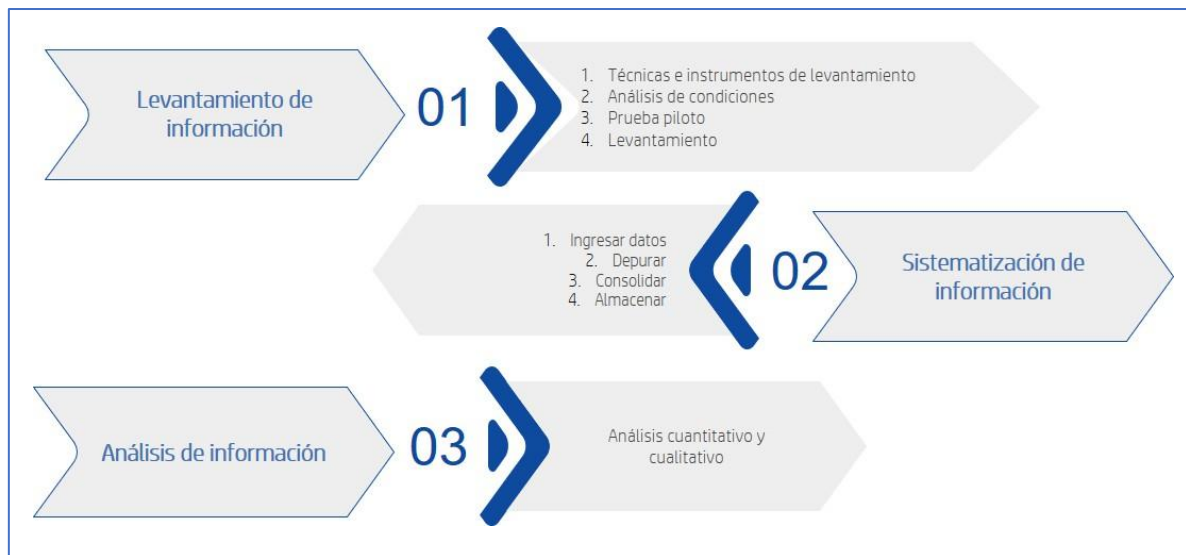 Levantamiento de
información
01
1. Técnicas e instrumentos de levantamiento
2. Análisis de condiciones
3. Prueba piloto
4. Levantamiento
1. Ingresar datos
2. Depurar
3. Consolidar
4. Almacenar
02
Sistematización de
información
Análisis de información
03
Análisis cuantitativo y
cualitativo